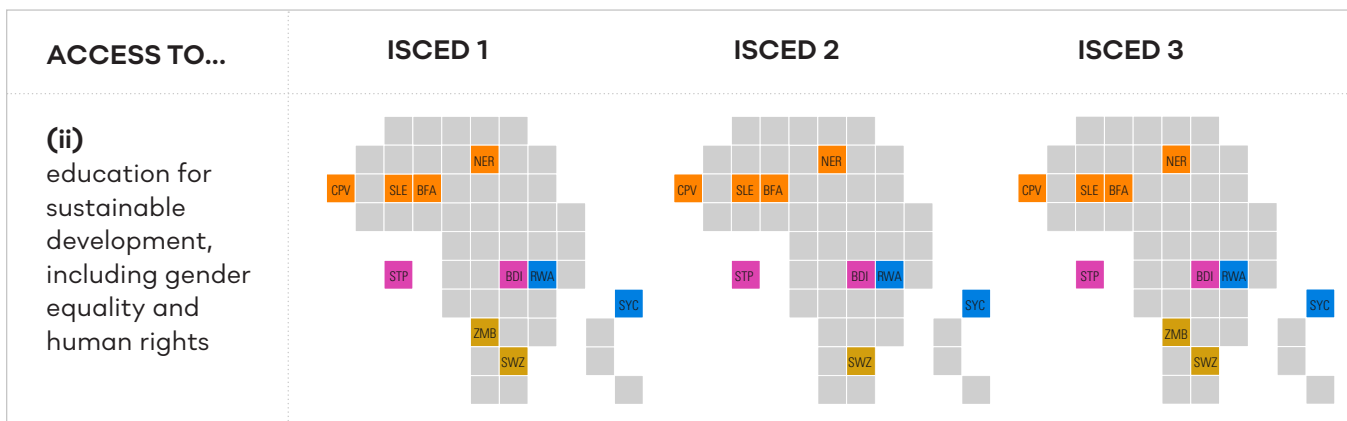 ACCESS TO...
ISCED 1
ISCED 2
ISCED 3
(ii)
education for
sustainable
development,
including gender
equality and
human rights
NER
CPV SLE BFA
STP BDI RWA
SYC
ZMB
SWZ
NER
CPV SLE BFA
STP BDI RWA
SYC
SWZ
NER
CPV SLE BFA
STP BDI RWA
SYC
ZMB
SWZ